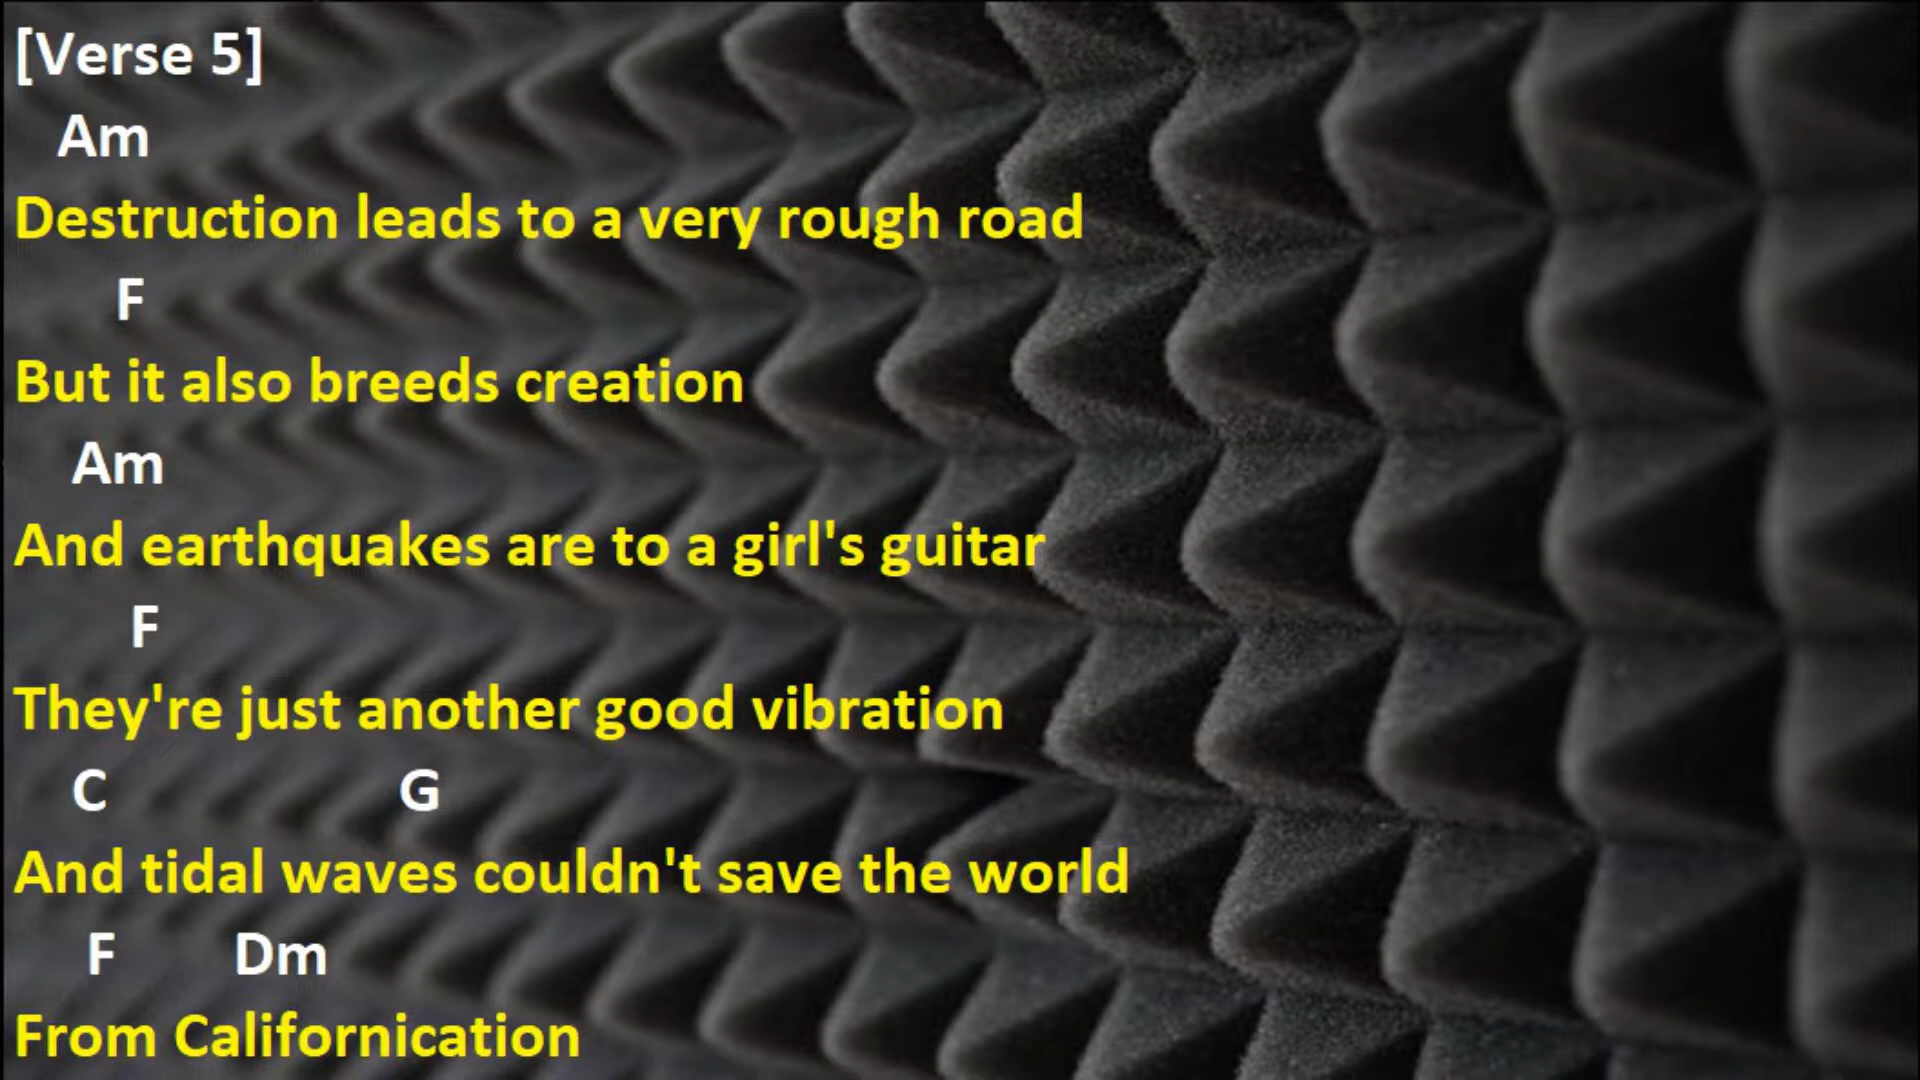 [Verse 5]
Am
Destruction leads to a very rough road
F
But it also breeds creation
Am
And earthquakes are to a girl's guitar
F
They're just another good vibration
C G
And tidal waves couldn't save the world
F Dm
From Californication